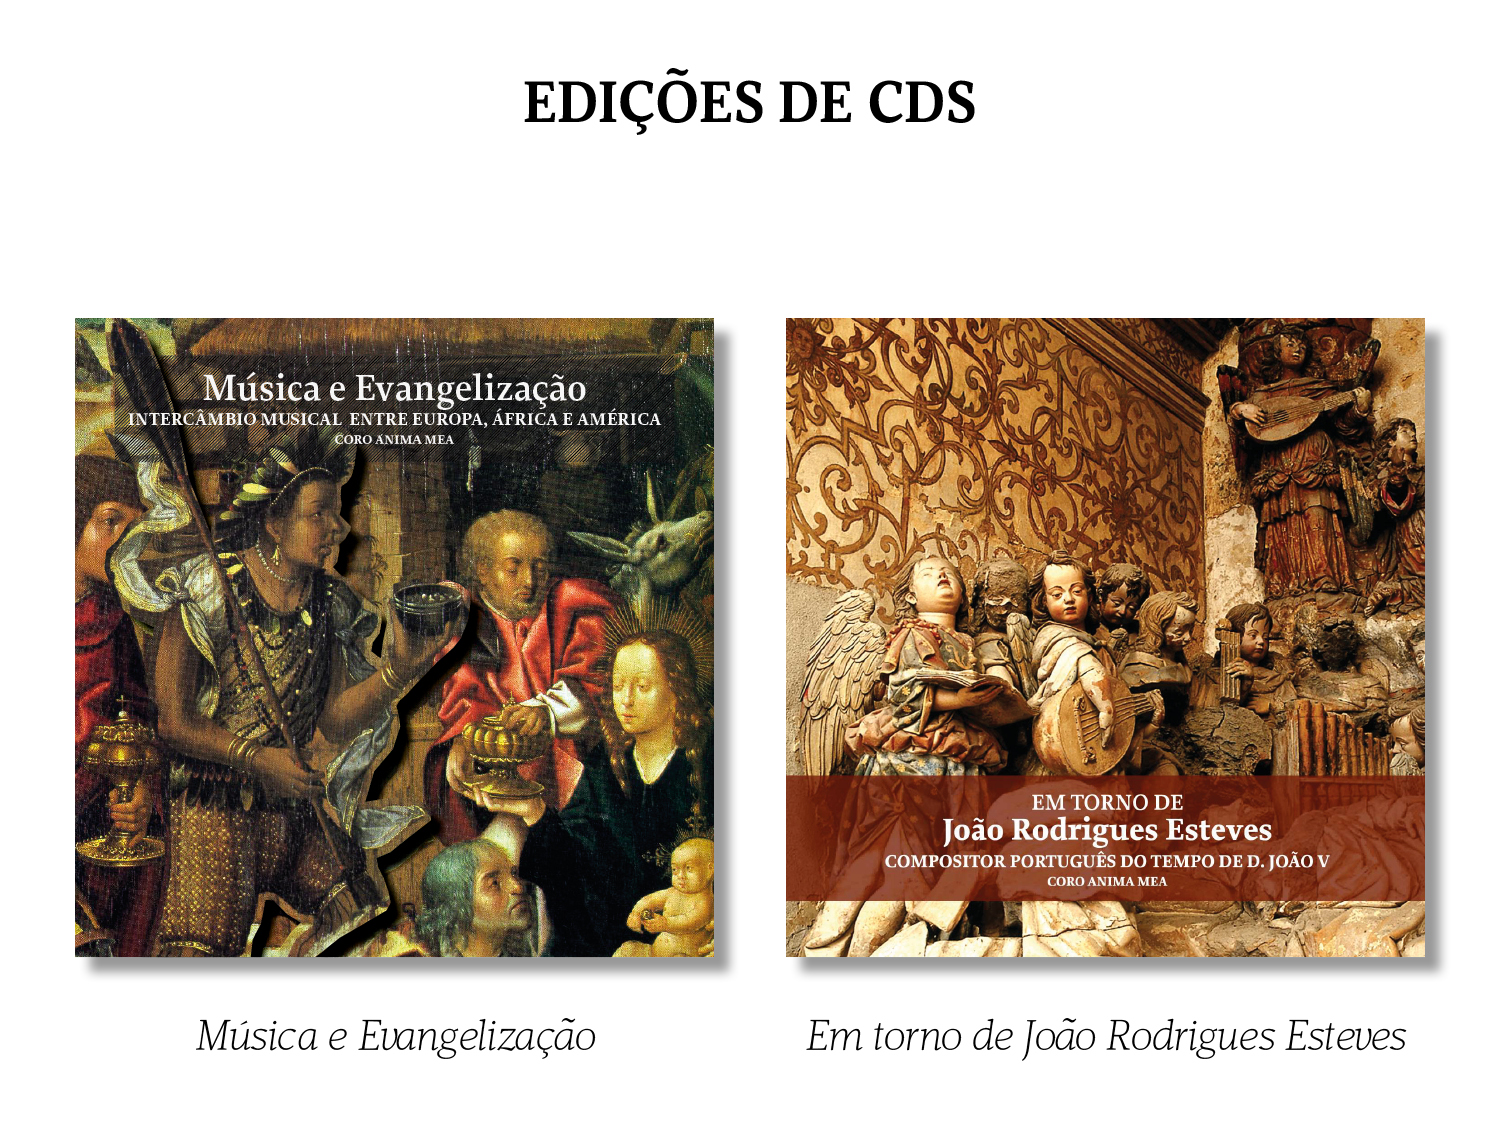 EDIÇÕES DE CDS
Música e Evangelização
INTERCÂMBIO MUSICAL ENTRE EUROPA, ÁFRICA E AMÉRICA
CORO ANIMA MEA
EM TORNO DE
João Rodrigues Esteves
COMPOSITOR PORTUGUÊS DO TEMPO DE D. JOÃO V
CORO ANIMA MEA
Música e Evangelização
Em torno de João Rodrigues Esteves